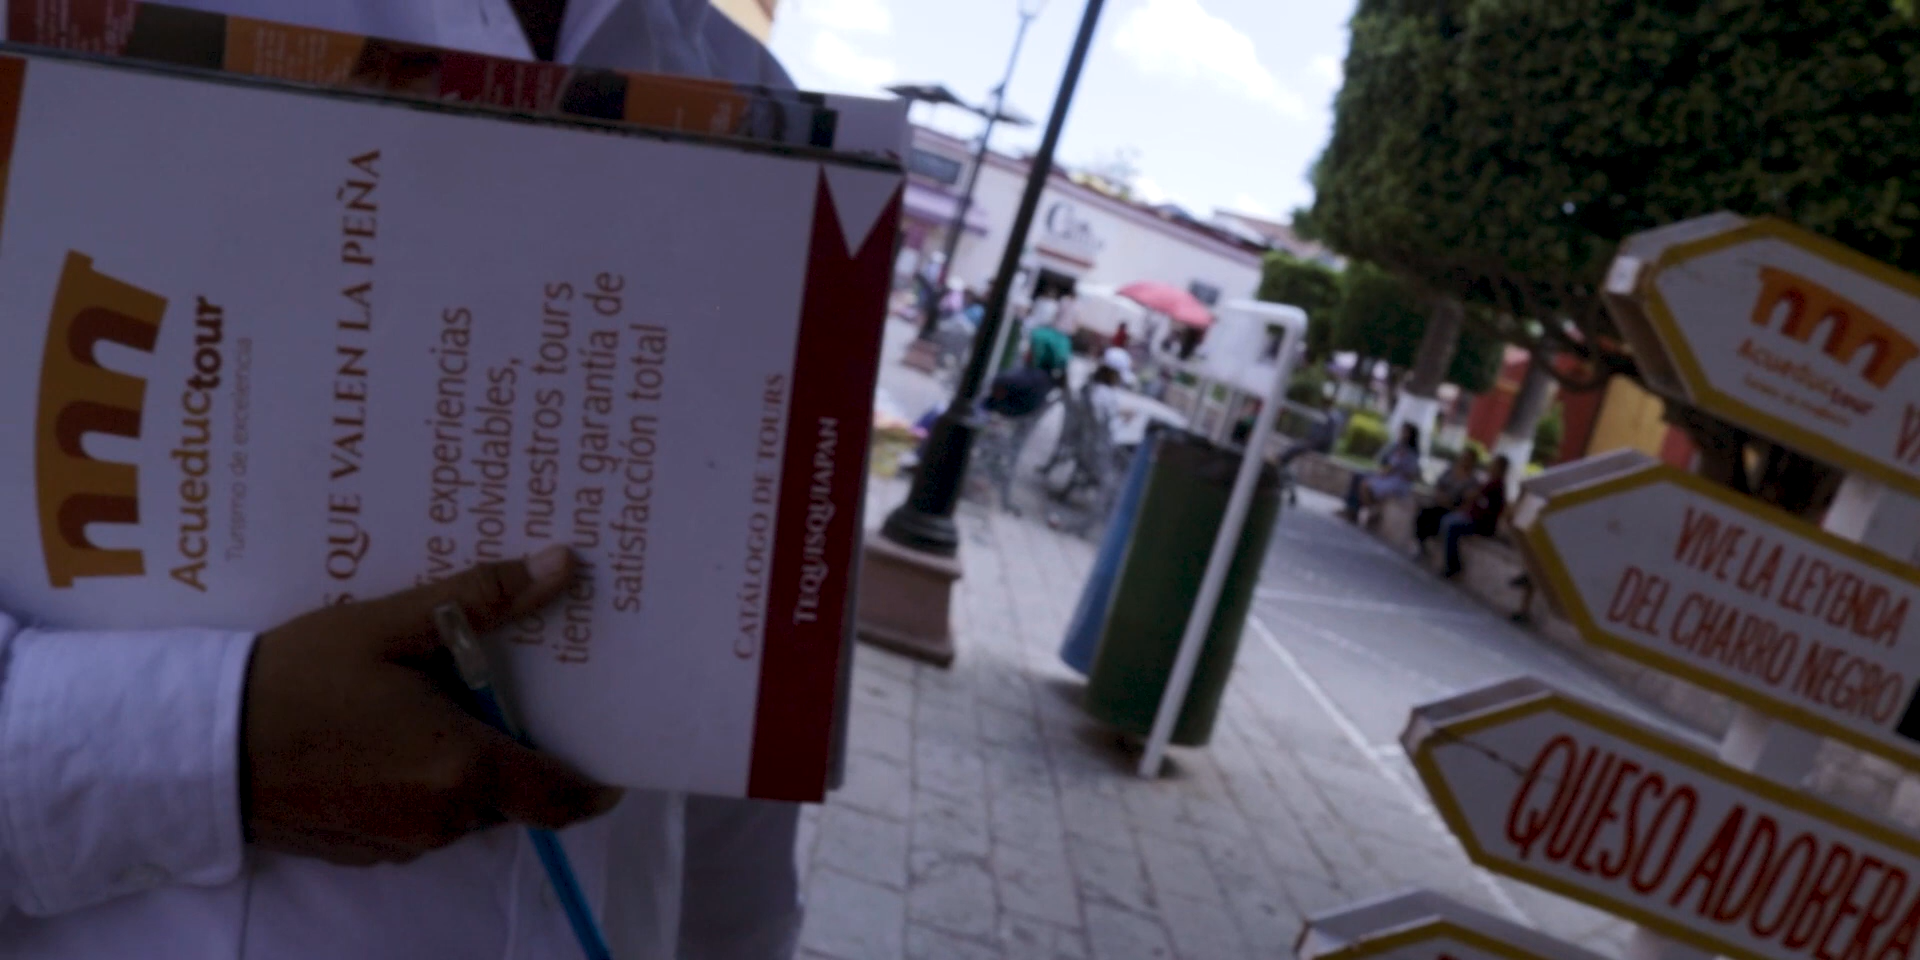 Acueductour
Turismo de excelencia
QUE VALEN LA PEÑA
experiencias
inolvidables,
nuestros tours
tienen una garantía de
satisfacción total
CATÁLOGO DE TOURS
TEQUISQUIAPAN
Acueductour
VIVE LA LEYENDA
DEL CHARRO NEGRO
QUESO ADOBERA